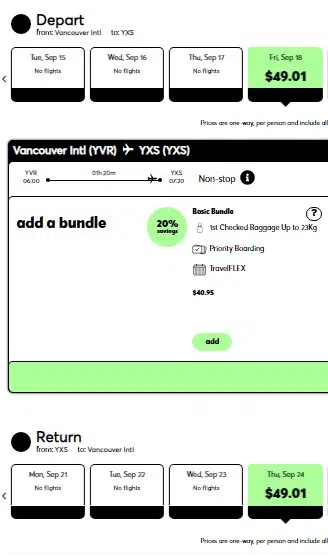 Depart
from: Vancouver Intl to: YXS
Tue, Sep 15
No flights
Wed, Sep 16
No flights
Thu, Sep 17
No flights
Fri, Sep 18
$49.01
Prices are one-way, per person and include all
Vancouver Intl (YVR) YXS (YXS)
YVR
06:00
01h 20m
YXS
07:20
Non-stop
add a bundle
20%
savings
Basic Bundle
?
1st Checked Baggage Up to 23Kg
Priority Boarding
TravelFLEX
$40.95
add
Return
from: YXS to: Vancouver Intl
Mon, Sep 21
No flights
Tue, Sep 22
No flights
Wed, Sep 23
No flights
Thu, Sep 24
$49.01
Prices are one-way, per person and include all